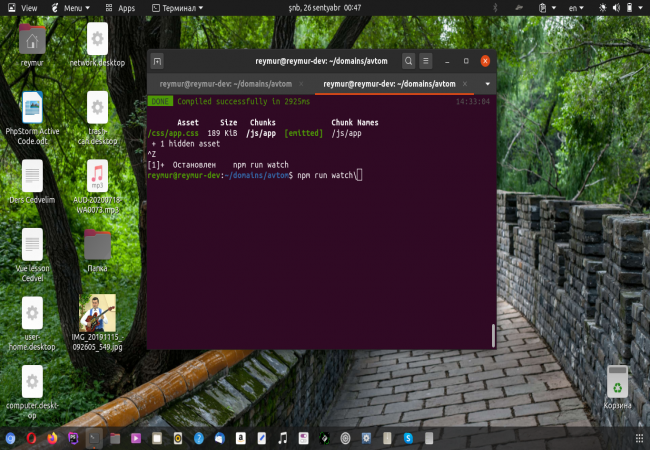 View Menu Apps Терминал şnb, 26 sentyabr 00:47 en
reymur
network.desktop
PhpStorm Active
Code.odt
trash-
can.desktop
Ders Cedvelim
AUD-20200718-
WA0073.mp3
Vue lesson
Cedvel
Папка
user-
home.desktop
IMG_20191115_
092605_549.jpg
computer.deskt-
op
reymur@reymur-dev: ~/domains/avtom
reymur@reymur-dev: ~/domains/avtom reymur@reymur-dev: ~/domains/avtom
DONE Compiled successfully in 2925ms 14:33:04
Asset Size Chunks Chunk Names
/css/app.css 189 KiB /js/app [emitted] /js/app
+ 1 hidden asset
^Z
[1]+ Остановлен npm run watch
reymur@reymur-dev:~/domains/avtom$ npm run watch\
Корзина